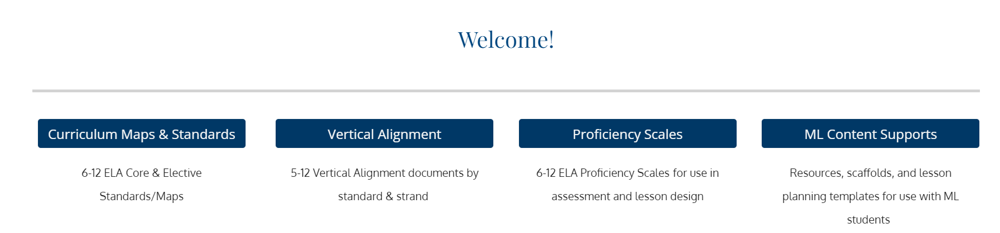 Welcome!
Curriculum Maps & Standards
6-12 ELA Core & Elective
Standards/Maps
Vertical Alignment
5-12 Vertical Alignment documents by
standard & strand
Proficiency Scales
6-12 ELA Proficiency Scales for use in
assessment and lesson design
ML Content Supports
Resources, scaffolds, and lesson
planning templates for use with ML
students